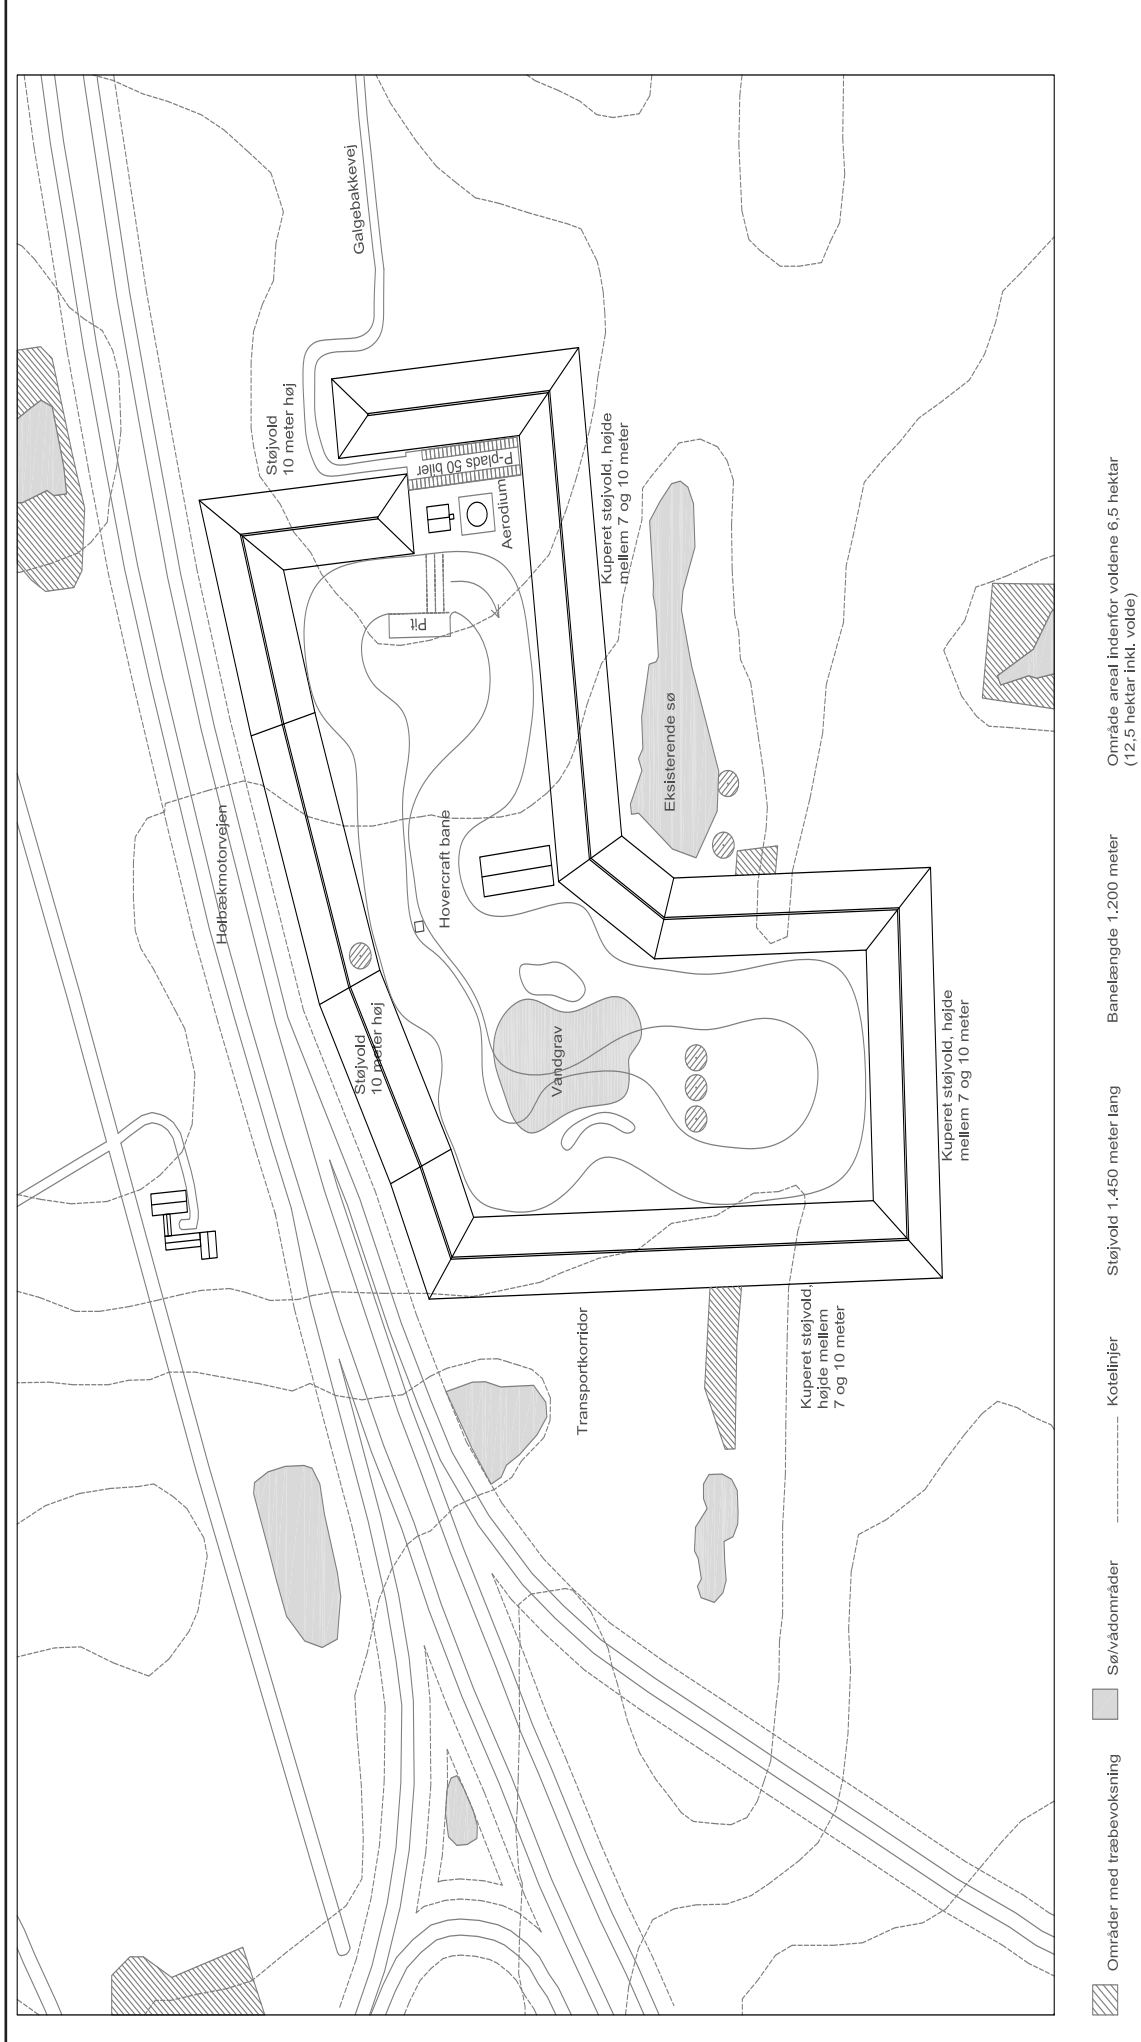 Galgebakkevej
Støjvold
10 meter høj
P-plads 50 biler
Aerodium
Pit
Kuperet støjvold, højde
mellem 7 og 10 meter
Eksisterende sø
Holbækmotorvejen
Hovercraft bane
Støjvold
10 meter høj
Vandgrav
Kuperet støjvold, højde
mellem 7 og 10 meter
Transportkorridor
Kuperet støjvold,
højde mellem
7 og 10 meter
Områder med træbevoksning
Sø/vådområder
Kotelinjer
Støjvold 1.450 meter lang
Banelængde 1.200 meter
Område areal indenfor voldene 6,5 hektar
(12,5 hektar inkl. volde)